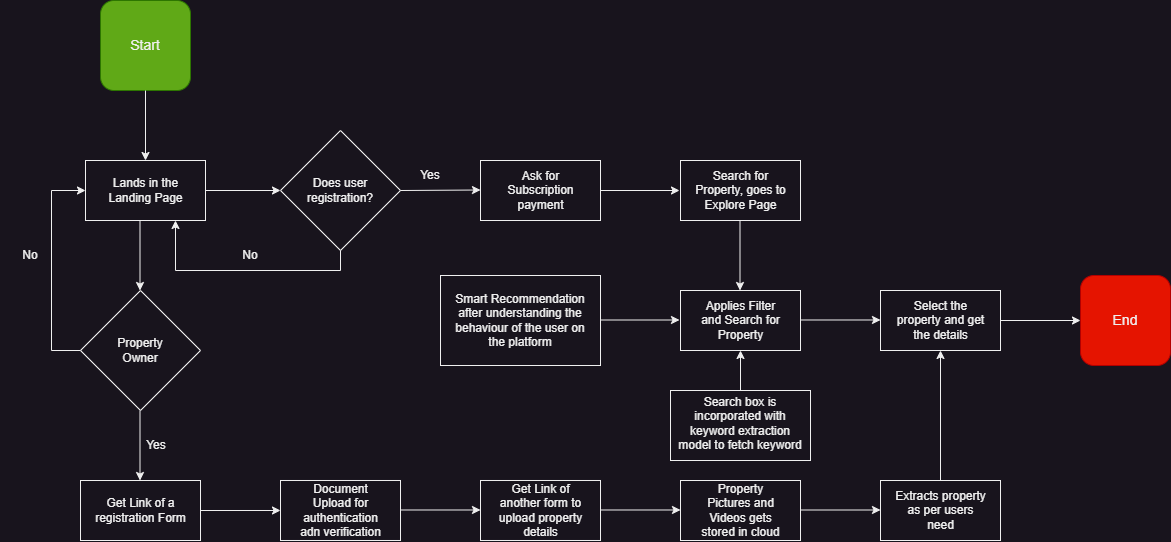 Start
Lands in the
Landing Page
Does user
registration?
Yes
Ask for
Subscription
payment
Search for
Property, goes to
Explore Page
No
No
Smart Recommendation
after understanding the
behaviour of the user on
the platform
Applies Filter
and Search for
Property
Select the
property and get
the details
End
Property
Owner
Search box is
incorporated with
keyword extraction
model to fetch keyword
Yes
Get Link of a
registration Form
Document
Upload for
authentication
adn verification
Get Link of
another form to
upload property
details
Property
Pictures and
Videos gets
stored in cloud
Extracts property
as per users
need